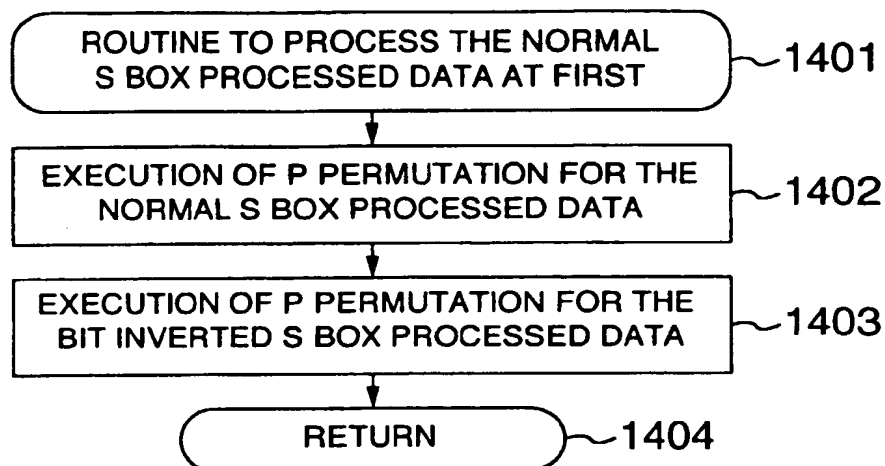 ROUTINE TO PROCESS THE NORMAL
S BOX PROCESSED DATA AT FIRST
1401
EXECUTION OF P PERMUTATION FOR THE
NORMAL S BOX PROCESSED DATA
1402
EXECUTION OF P PERMUTATION FOR THE
BIT INVERTED S BOX PROCESSED DATA
1403
RETURN
1404